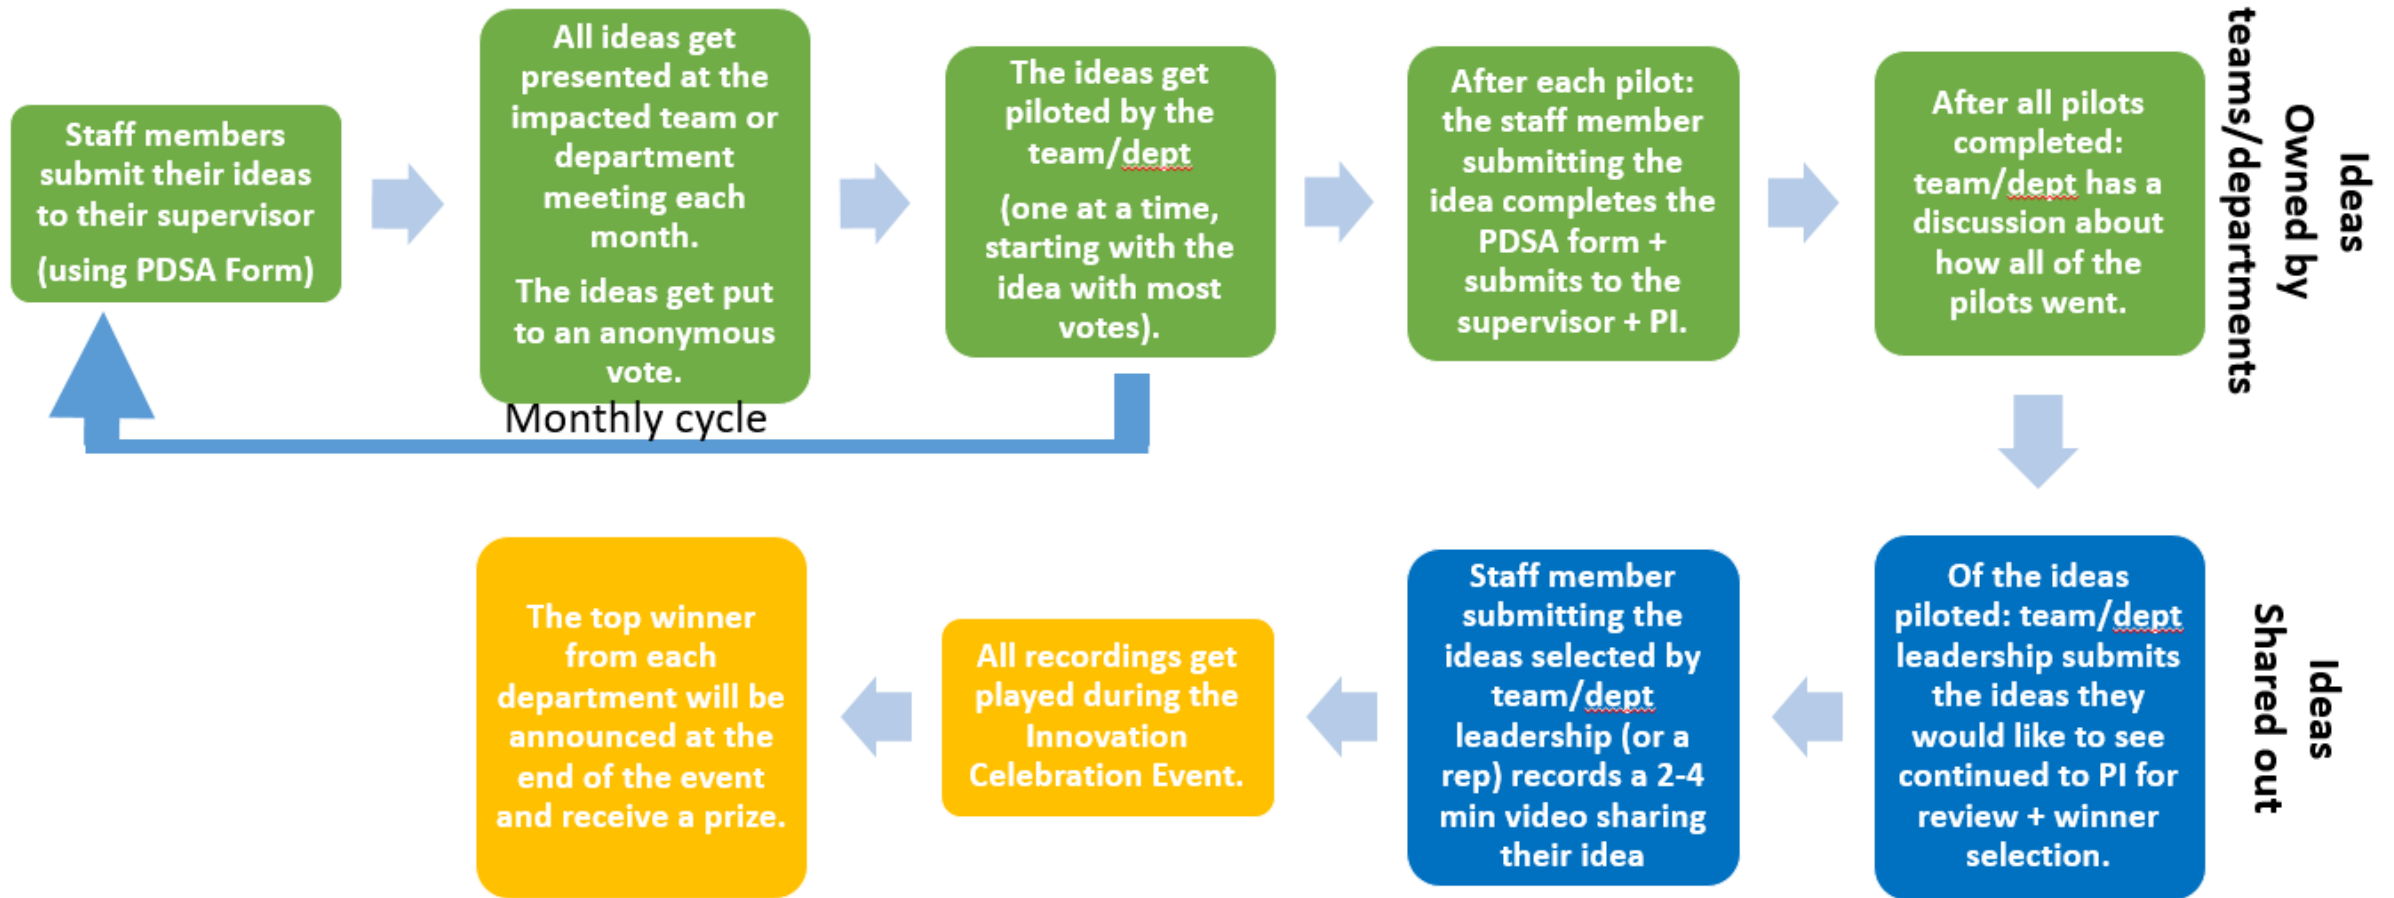 Staff members
submit their ideas
to their supervisor
(using PDSA Form)
All ideas get
presented at the
impacted team or
department
meeting each
month.
The ideas get put
to an anonymous
vote.
The ideas get
piloted by the
team/dept
(one at a time,
starting with the
idea with most
votes).
After each pilot:
the staff member
submitting the
idea completes the
PDSA form +
submits to the
supervisor + PI.
After all pilots
completed:
team/dept has a
discussion about
how all of the
pilots went.
Ideas
Owned by
teams/departments
Monthly cycle
Of the ideas
piloted: team/dept
leadership submits
the ideas they
would like to see
continued to PI for
review + winner
selection.
Staff member
submitting the
ideas selected by
team/dept
leadership (or a
rep) records a 2-4
min video sharing
their idea
All recordings get
played during the
Innovation
Celebration Event.
The top winner
from each
department will be
announced at the
end of the event
and receive a prize.
Ideas
Shared out